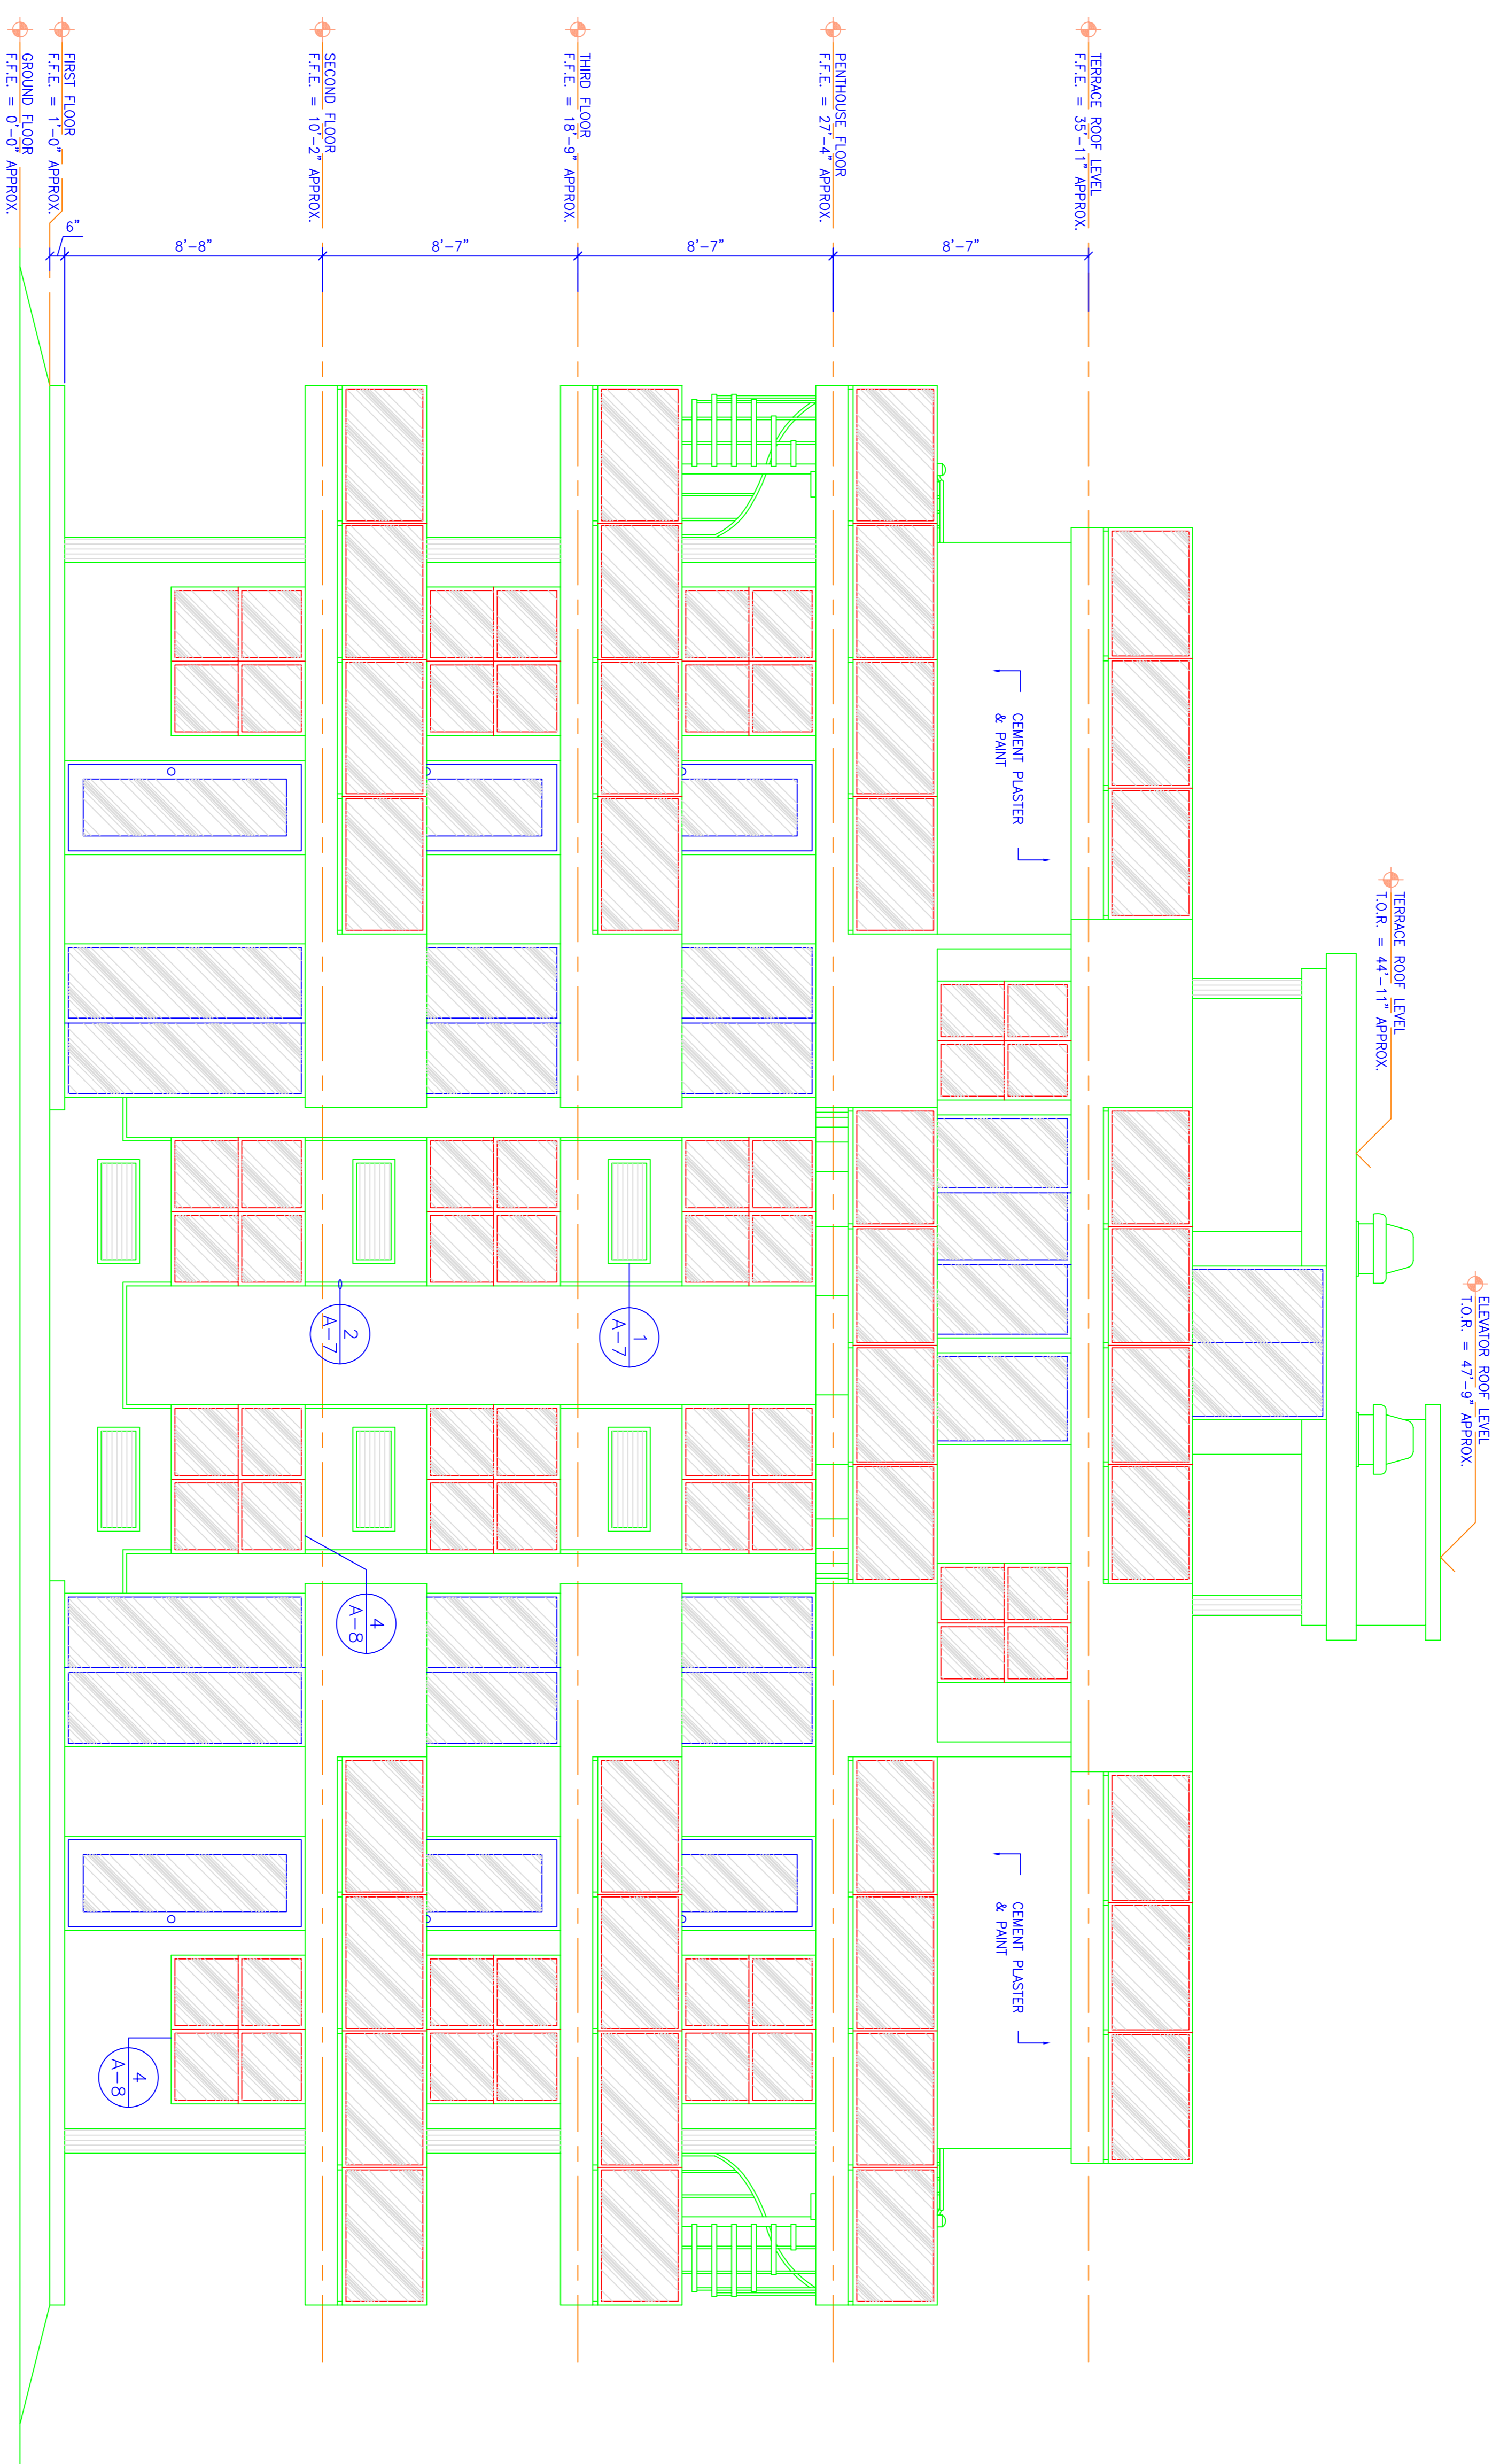 ELEVATOR ROOF LEVEL
T.O.R. = 47'-9" APPROX.
TERRACE ROOF LEVEL
T.O.R. = 44'-11" APPROX.
TERRACE ROOF LEVEL
F.F.E. = 35'-11" APPROX.
8'-7"
CEMENT PLASTER
& PAINT
CEMENT PLASTER
& PAINT
PENTHOUSE FLOOR
F.F.E. = 27'-4" APPROX.
8'-7"
1
A-7
THIRD FLOOR
F.F.E. = 18'-9" APPROX.
8'-7"
4
A-8
2
A-7
SECOND FLOOR
F.F.E. = 10'-2" APPROX.
8'-8"
4
A-8
6"
FIRST FLOOR
F.F.E. = 1'-0" APPROX.
GROUND FLOOR
F.F.E. = 0'-0" APPROX.